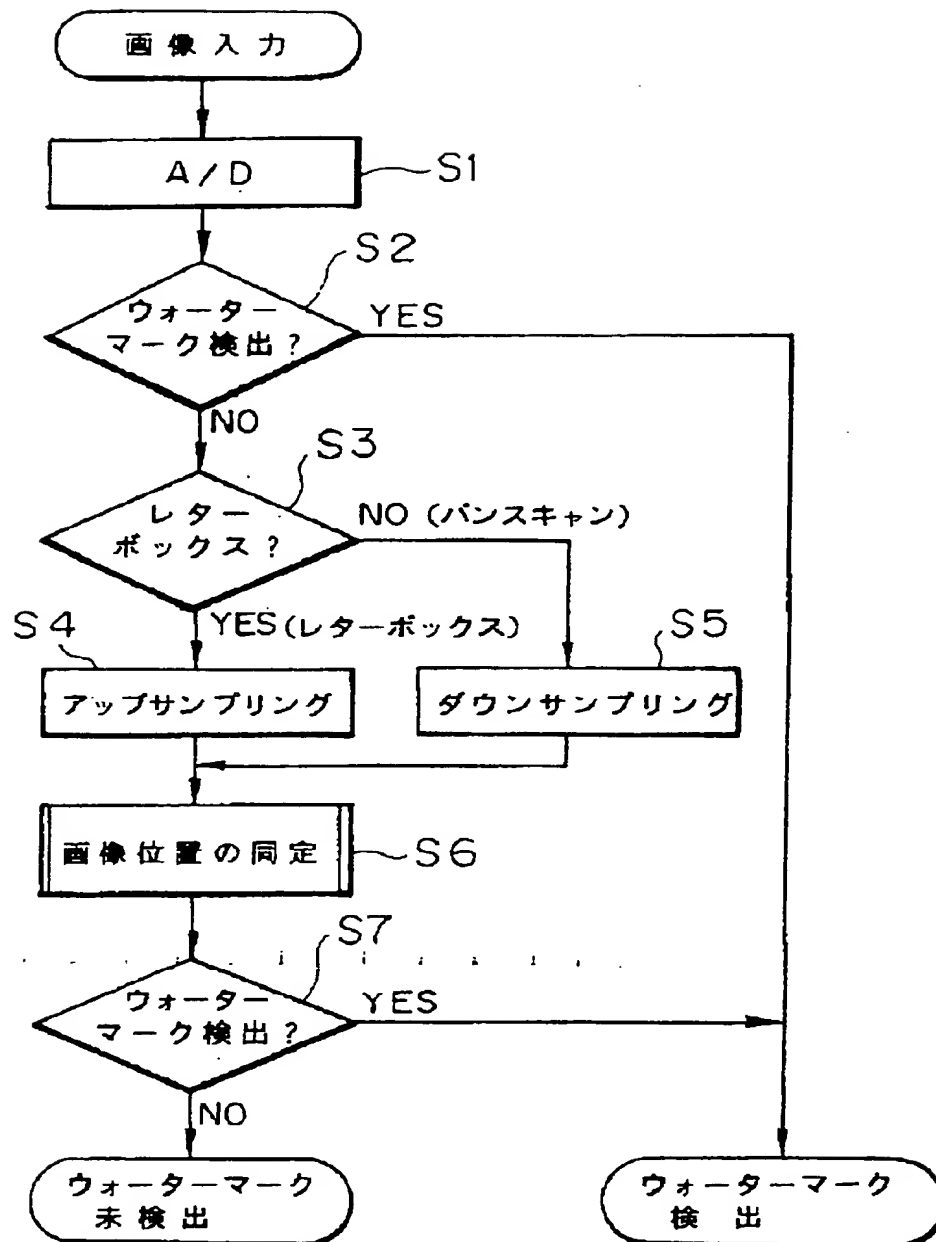 画像入力
A/D
S1
S2
ウォーター
マーク検出?
YES
NO
S3
レター
ボックス?
NO (パンスキャン)
YES(レターボックス)
S4
S5
アップサンプリング
ダウンサンプリング
画像位置の同定
S6
S7
ウォーター
マーク検出?
YES
NO
ウォーターマーク
未検出
ウォーターマーク
検出